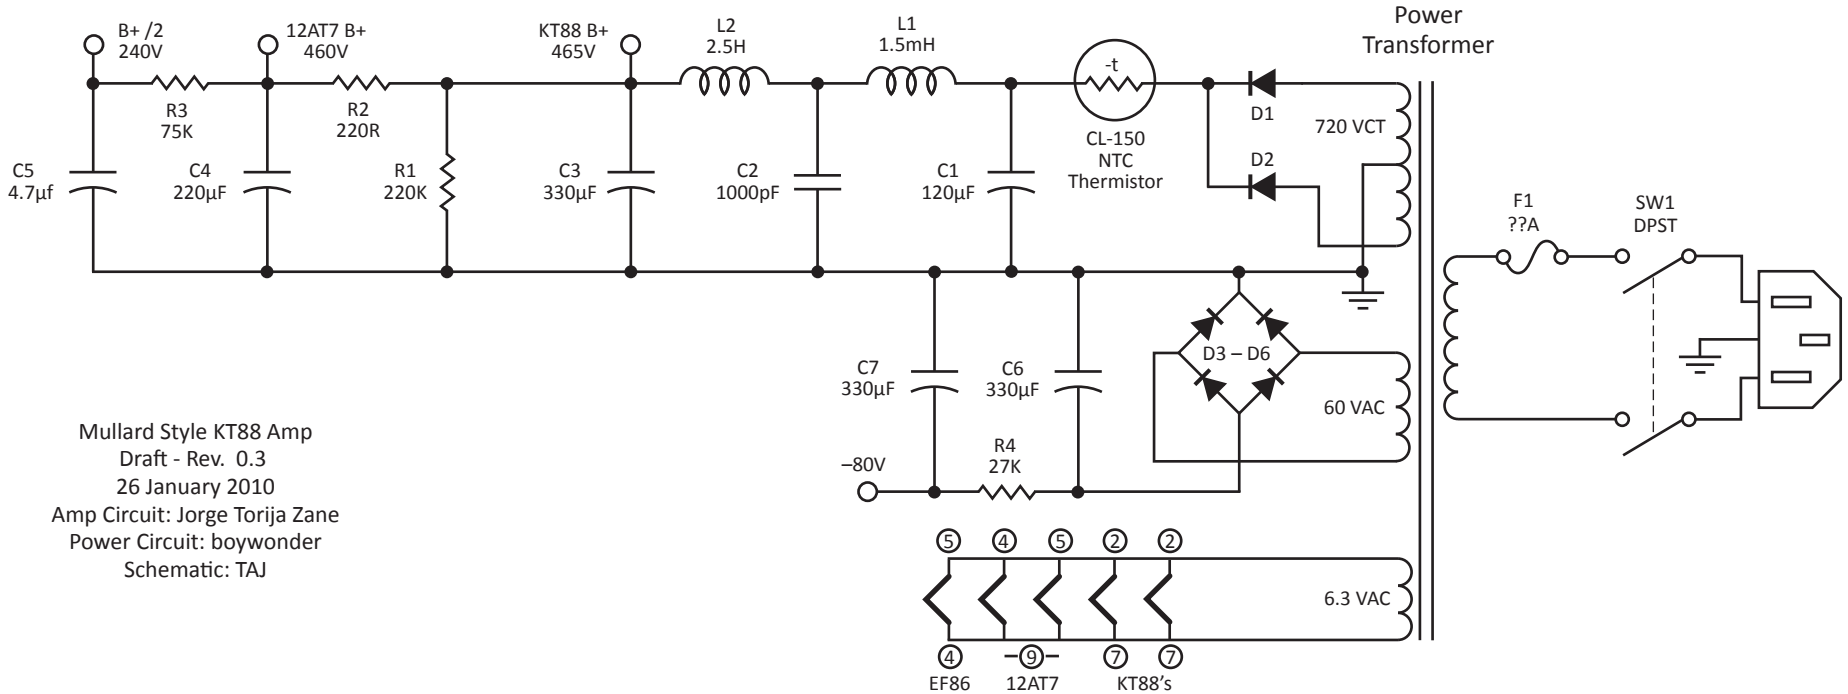 B+ /2
240V
12AT7 B+
460V
KT88 B+
465V
L2
2.5H
L1
1.5mH
-t
Power
Transformer
R3
75K
R2
220R
CL-150
NTC
Thermistor
D1
720 VCT
D2
C5
4.7µf
C4
220µF
R1
220K
C3
330µF
C2
1000pF
C1
120µF
F1
??A
SW1
DPST
C7
330µF
C6
330µF
D3 – D6
60 VAC
–80V
R4
27K
Mullard Style KT88 Amp
Draft - Rev. 0.3
26 January 2010
Amp Circuit: Jorge Torija Zane
Power Circuit: boywonder
Schematic: TAJ
5 4 5 2 2
6.3 VAC
4 9 7 7
EF86 12AT7 KT88's